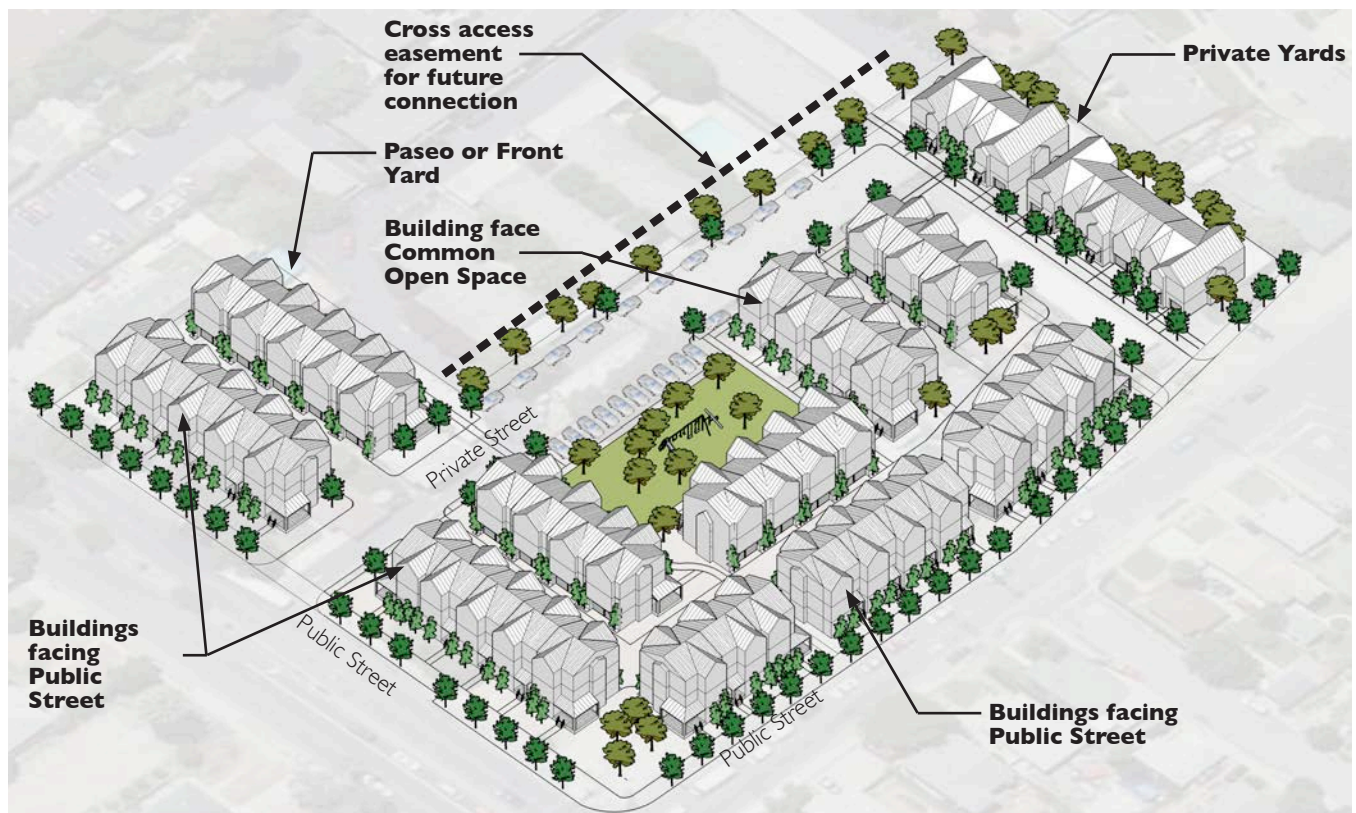 Cross access
easement
for future
connection
Private Yards
Paseo or Front
Yard
Building face
Common
Open Space
Private Street
Buildings
facing
Public
Street
Public Street
Public Street
Buildings facing
Public Street